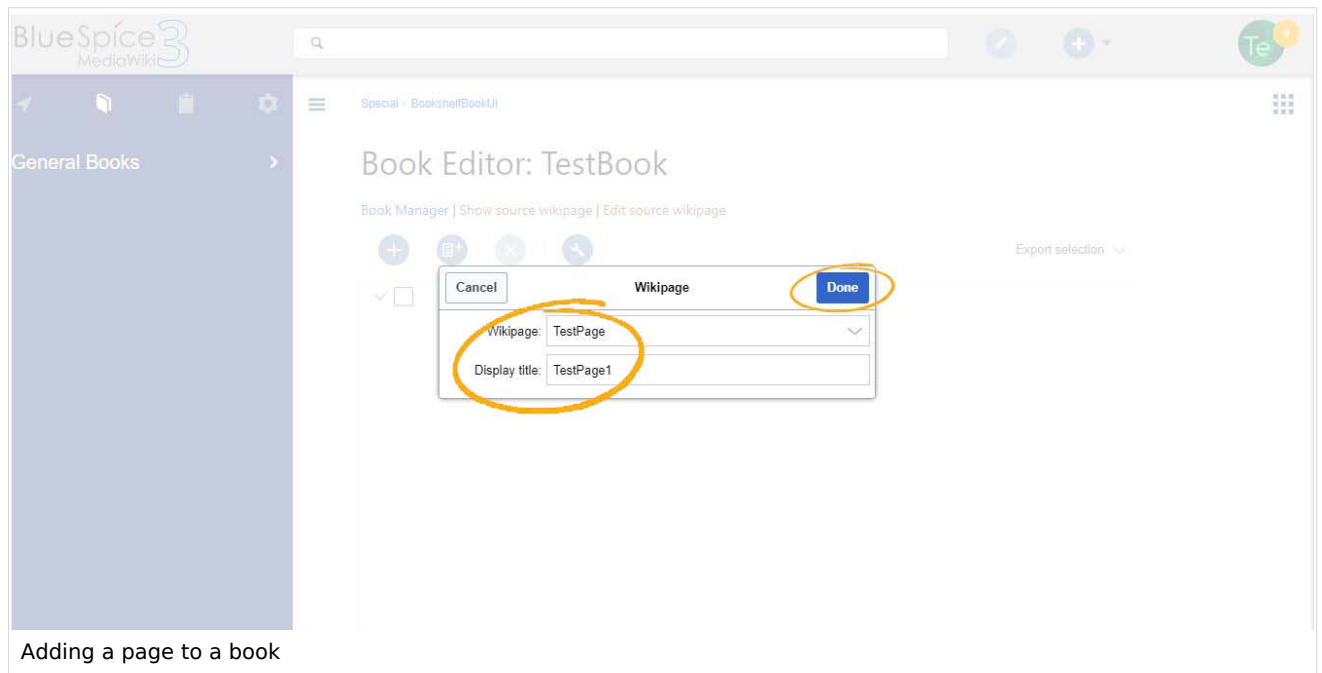 BlueSpice 3
MediaWiki
Te
Special › BookshelfBookUI
General Books
Book Editor: TestBook
Book Manager | Show source wikipage | Edit source wikipage
Export selection
Cancel Wikipage Done
Wikipage: TestPage
Display title: TestPage1
Adding a page to a book